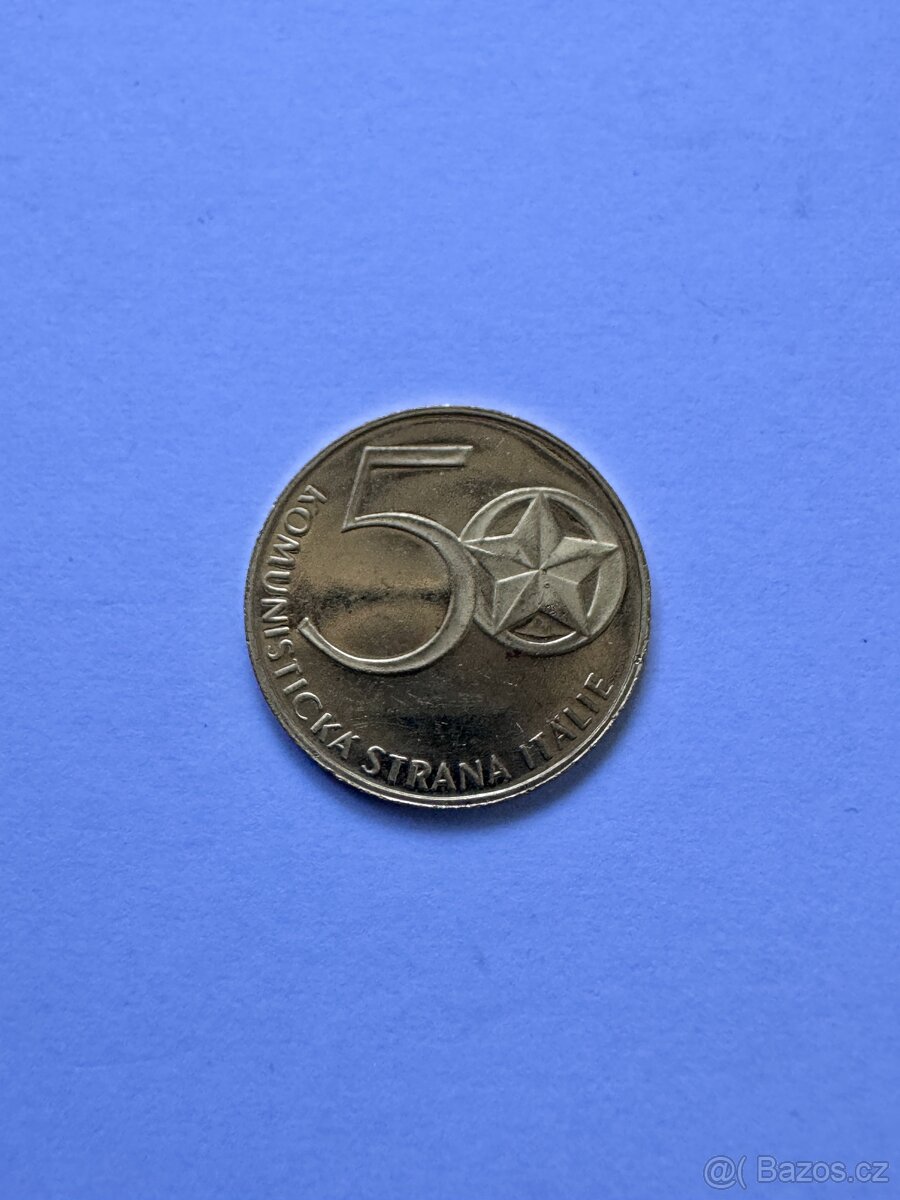 50
KOMUNISTICKÁ STRANA ITÁLIE
@( Bazos.cz